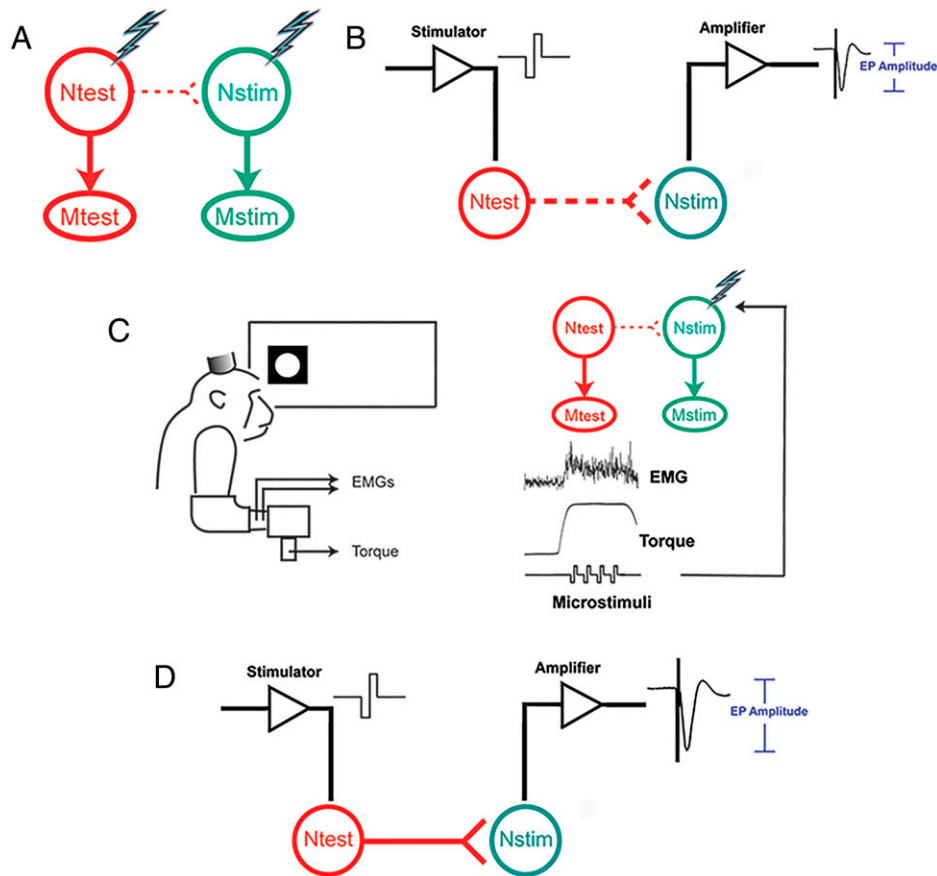 A
Ntest
Nstim
Mtest
Mstim
B
Stimulator
Amplifier
EP Amplitude
Ntest
Nstim
C
EMGs
Torque
Ntest
Nstim
Mtest
Mstim
EMG
Torque
Microstimuli
D
Stimulator
Amplifier
EP Amplitude
Ntest
Nstim